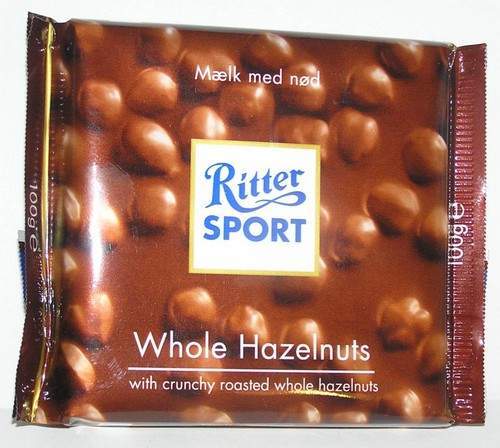 Mælk med nød
Ritter
SPORT
Whole Hazelnuts
with crunchy roasted whole hazelnuts
100g e
100g e